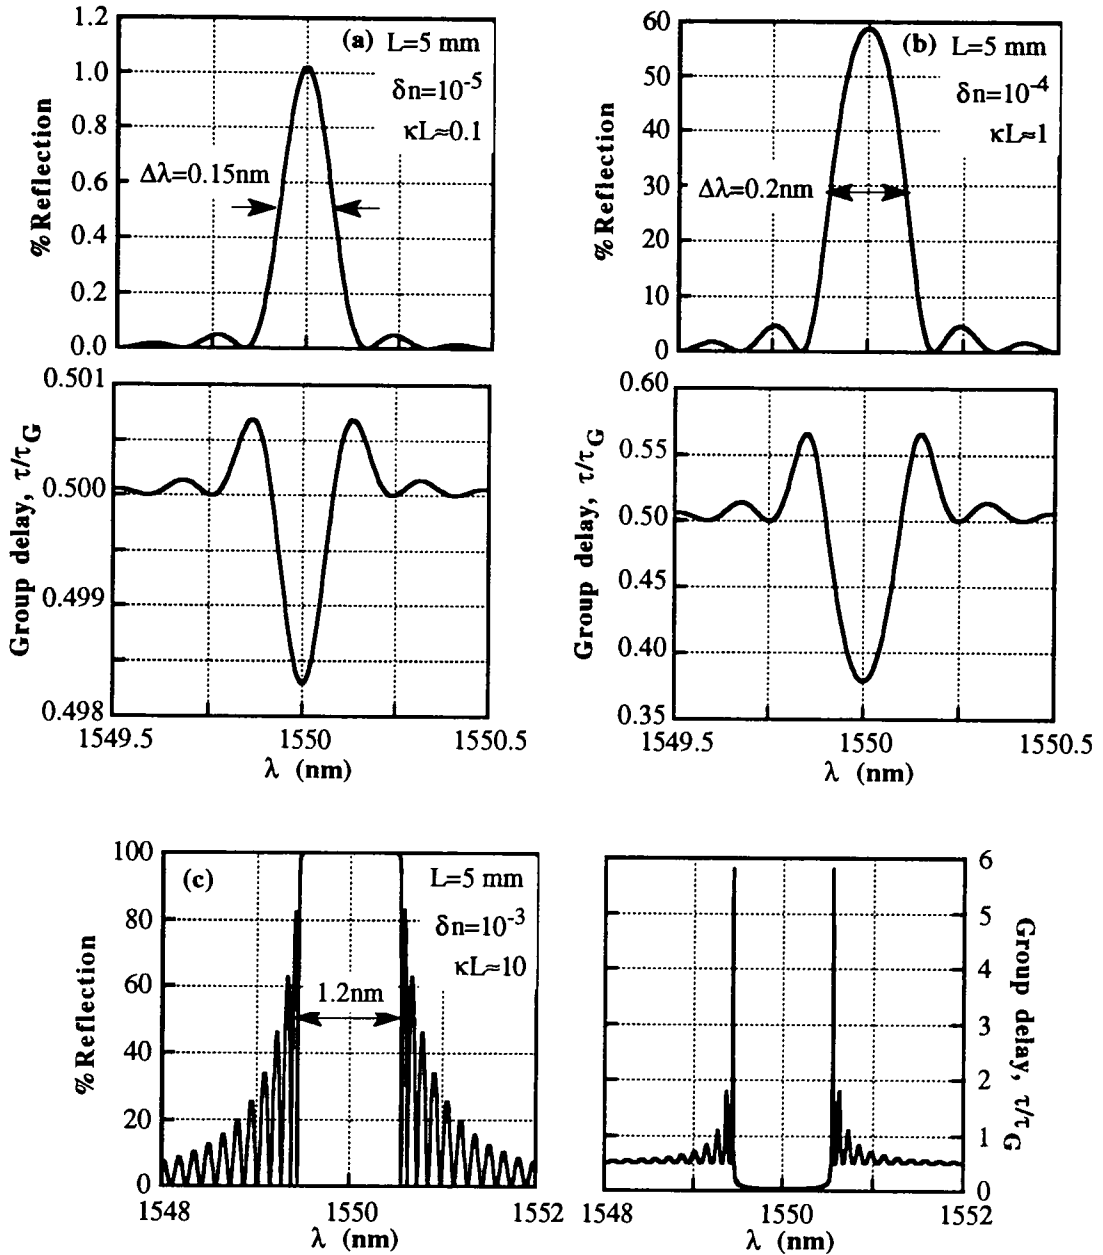 1.2
1.0
0.8
0.6
0.4
0.2
0.0
%Reflection
(a) L=5 mm
δn=10⁻⁵
κL≈0.1
Δλ=0.15nm
60
50
40
30
20
10
0
%Reflection
(b) L=5 mm
δn=10⁻⁴
κL≈1
Δλ=0.2nm
0.501
0.500
0.499
0.498
Group delay, τ/τ_G
1549.5
1550
1550.5
λ (nm)
0.60
0.55
0.50
0.45
0.40
0.35
Group delay, τ/τ_G
1549.5
1550
1550.5
λ (nm)
100
80
60
40
20
0
%Reflection
(c)
L=5 mm
δn=10⁻³
κL≈10
1.2nm
1548
1550
1552
λ (nm)
6
5
4
3
2
1
0
Group delay, τ/τ_G
1548
1550
1552
λ (nm)